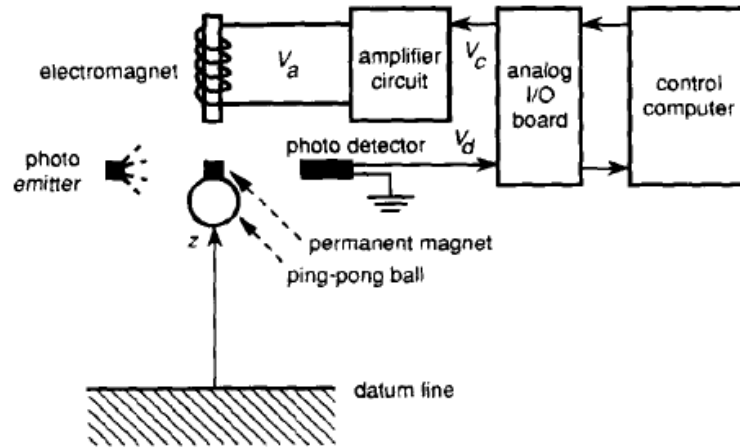 electromagnet
V_a
amplifier
circuit
V_c
analog
I/O
board
control
computer
photo
emitter
photo detector
V_d
z
permanent magnet
ping-pong ball
datum line